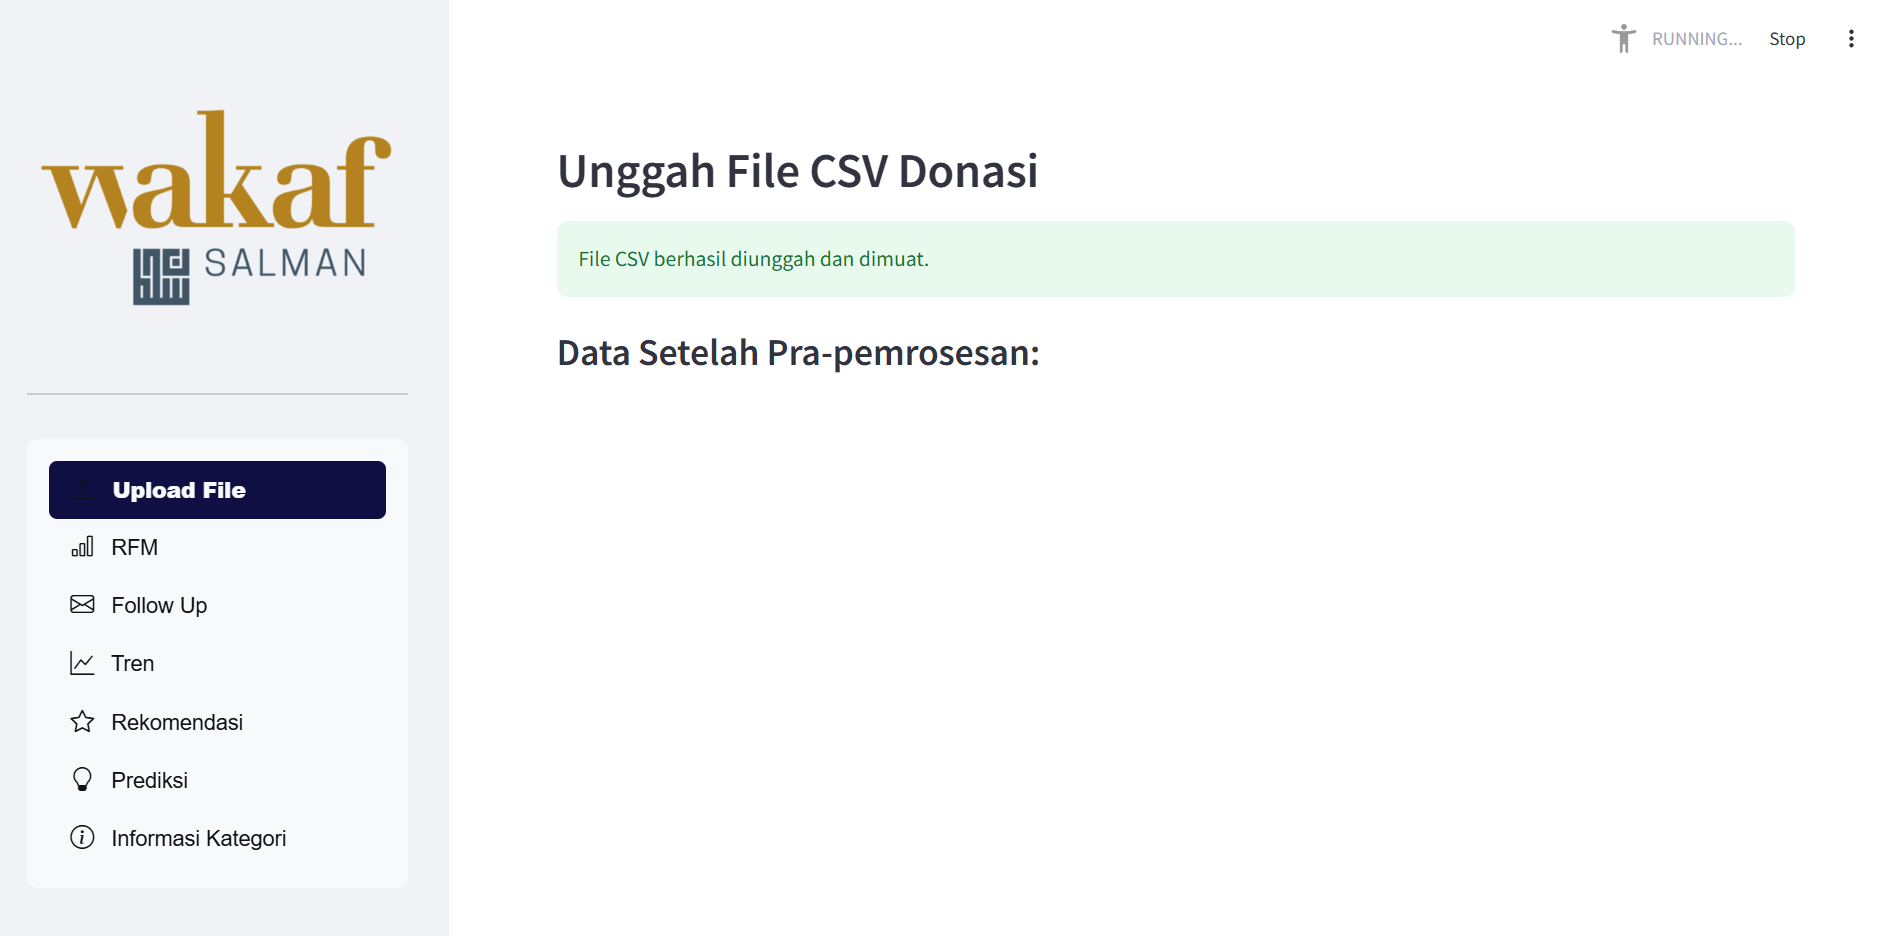 RUNNING...
Stop
wakaf
SALMAN
Unggah File CSV Donasi
File CSV berhasil diunggah dan dimuat.
Data Setelah Pra-pemrosesan:
Upload File
RFM
Follow Up
Tren
Rekomendasi
Prediksi
Informasi Kategori